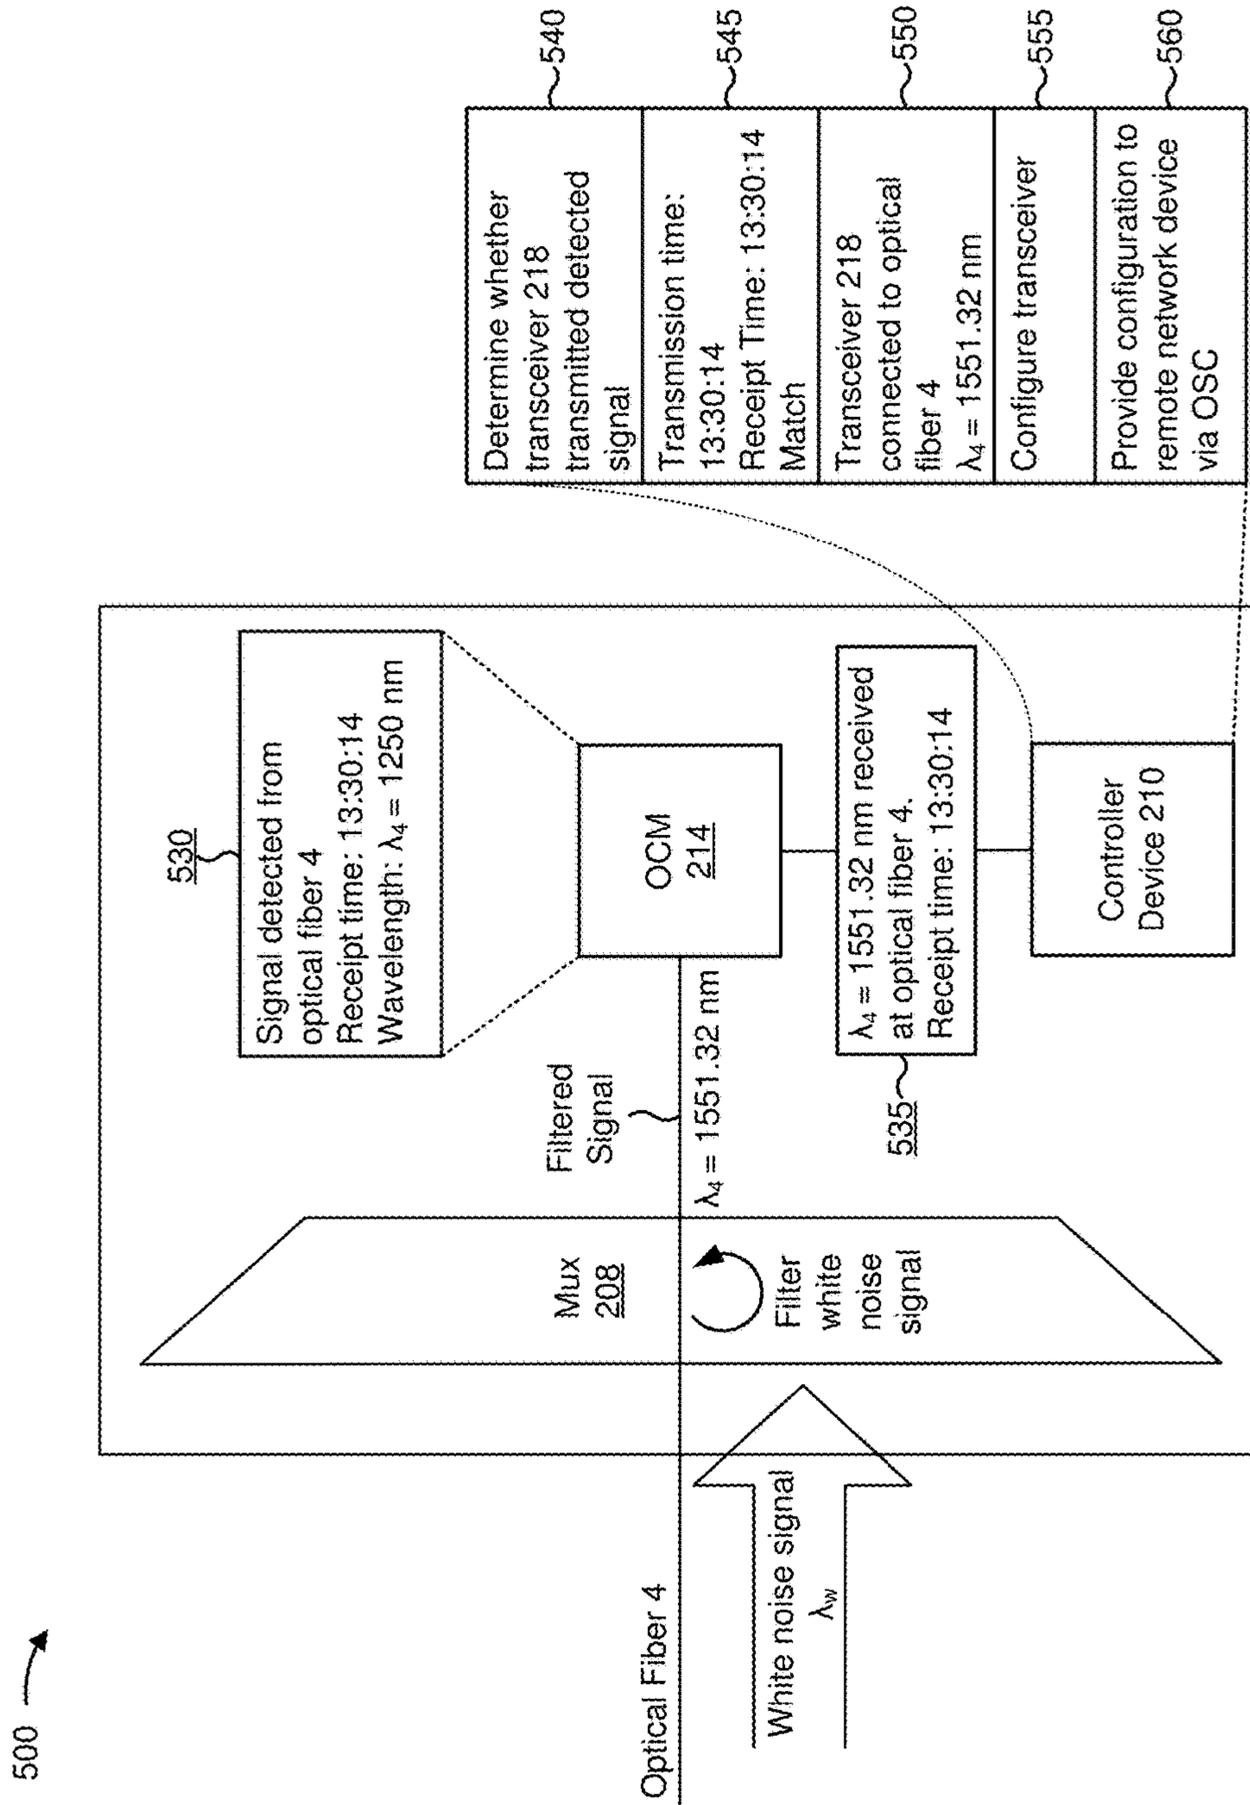 500
Optical Fiber 4
White noise signal
λw
Mux
208
Filter
white
noise
signal
Filtered
Signal
λ4 = 1551.32 nm
530
Signal detected from
optical fiber 4
Receipt time: 13:30:14
Wavelength: λ4 = 1250 nm
OCM
214
535
λ4 = 1551.32 nm received
at optical fiber 4.
Receipt time: 13:30:14
Controller
Device 210
Determine whether
transceiver 218
transmitted detected
signal
540
Transmission time:
13:30:14
Receipt Time: 13:30:14
Match
545
Transceiver 218
connected to optical
fiber 4
λ4 = 1551.32 nm
550
Configure transceiver
555
Provide configuration to
remote network device
via OSC
560